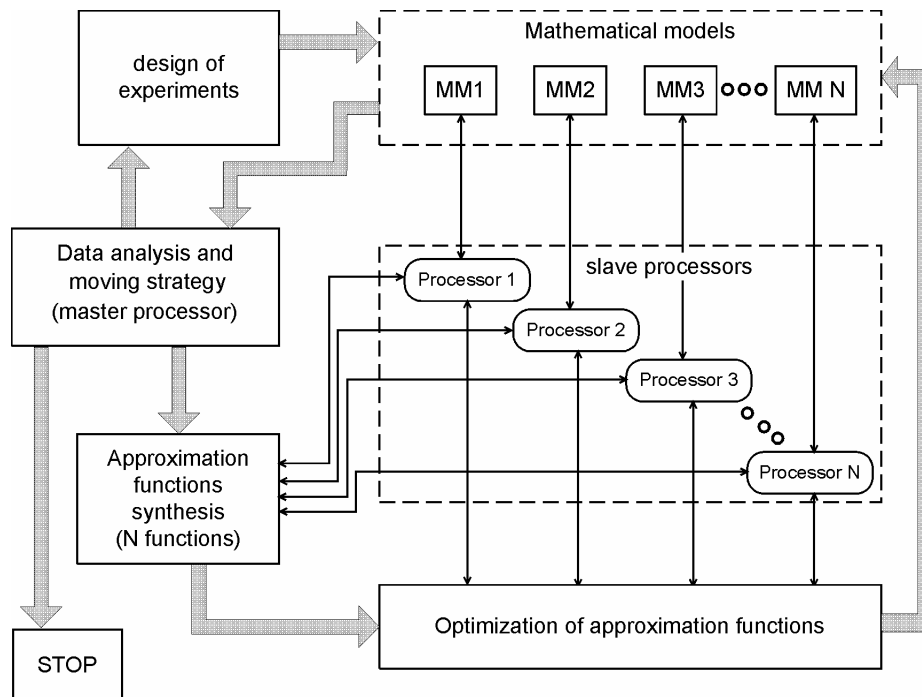 design of
experiments
Mathematical models
MM1
MM2
MM3
MM N
Data analysis and
moving strategy
(master processor)
slave processors
Processor 1
Processor 2
Processor 3
Processor N
Approximation
functions
synthesis
(N functions)
Optimization of approximation functions
STOP